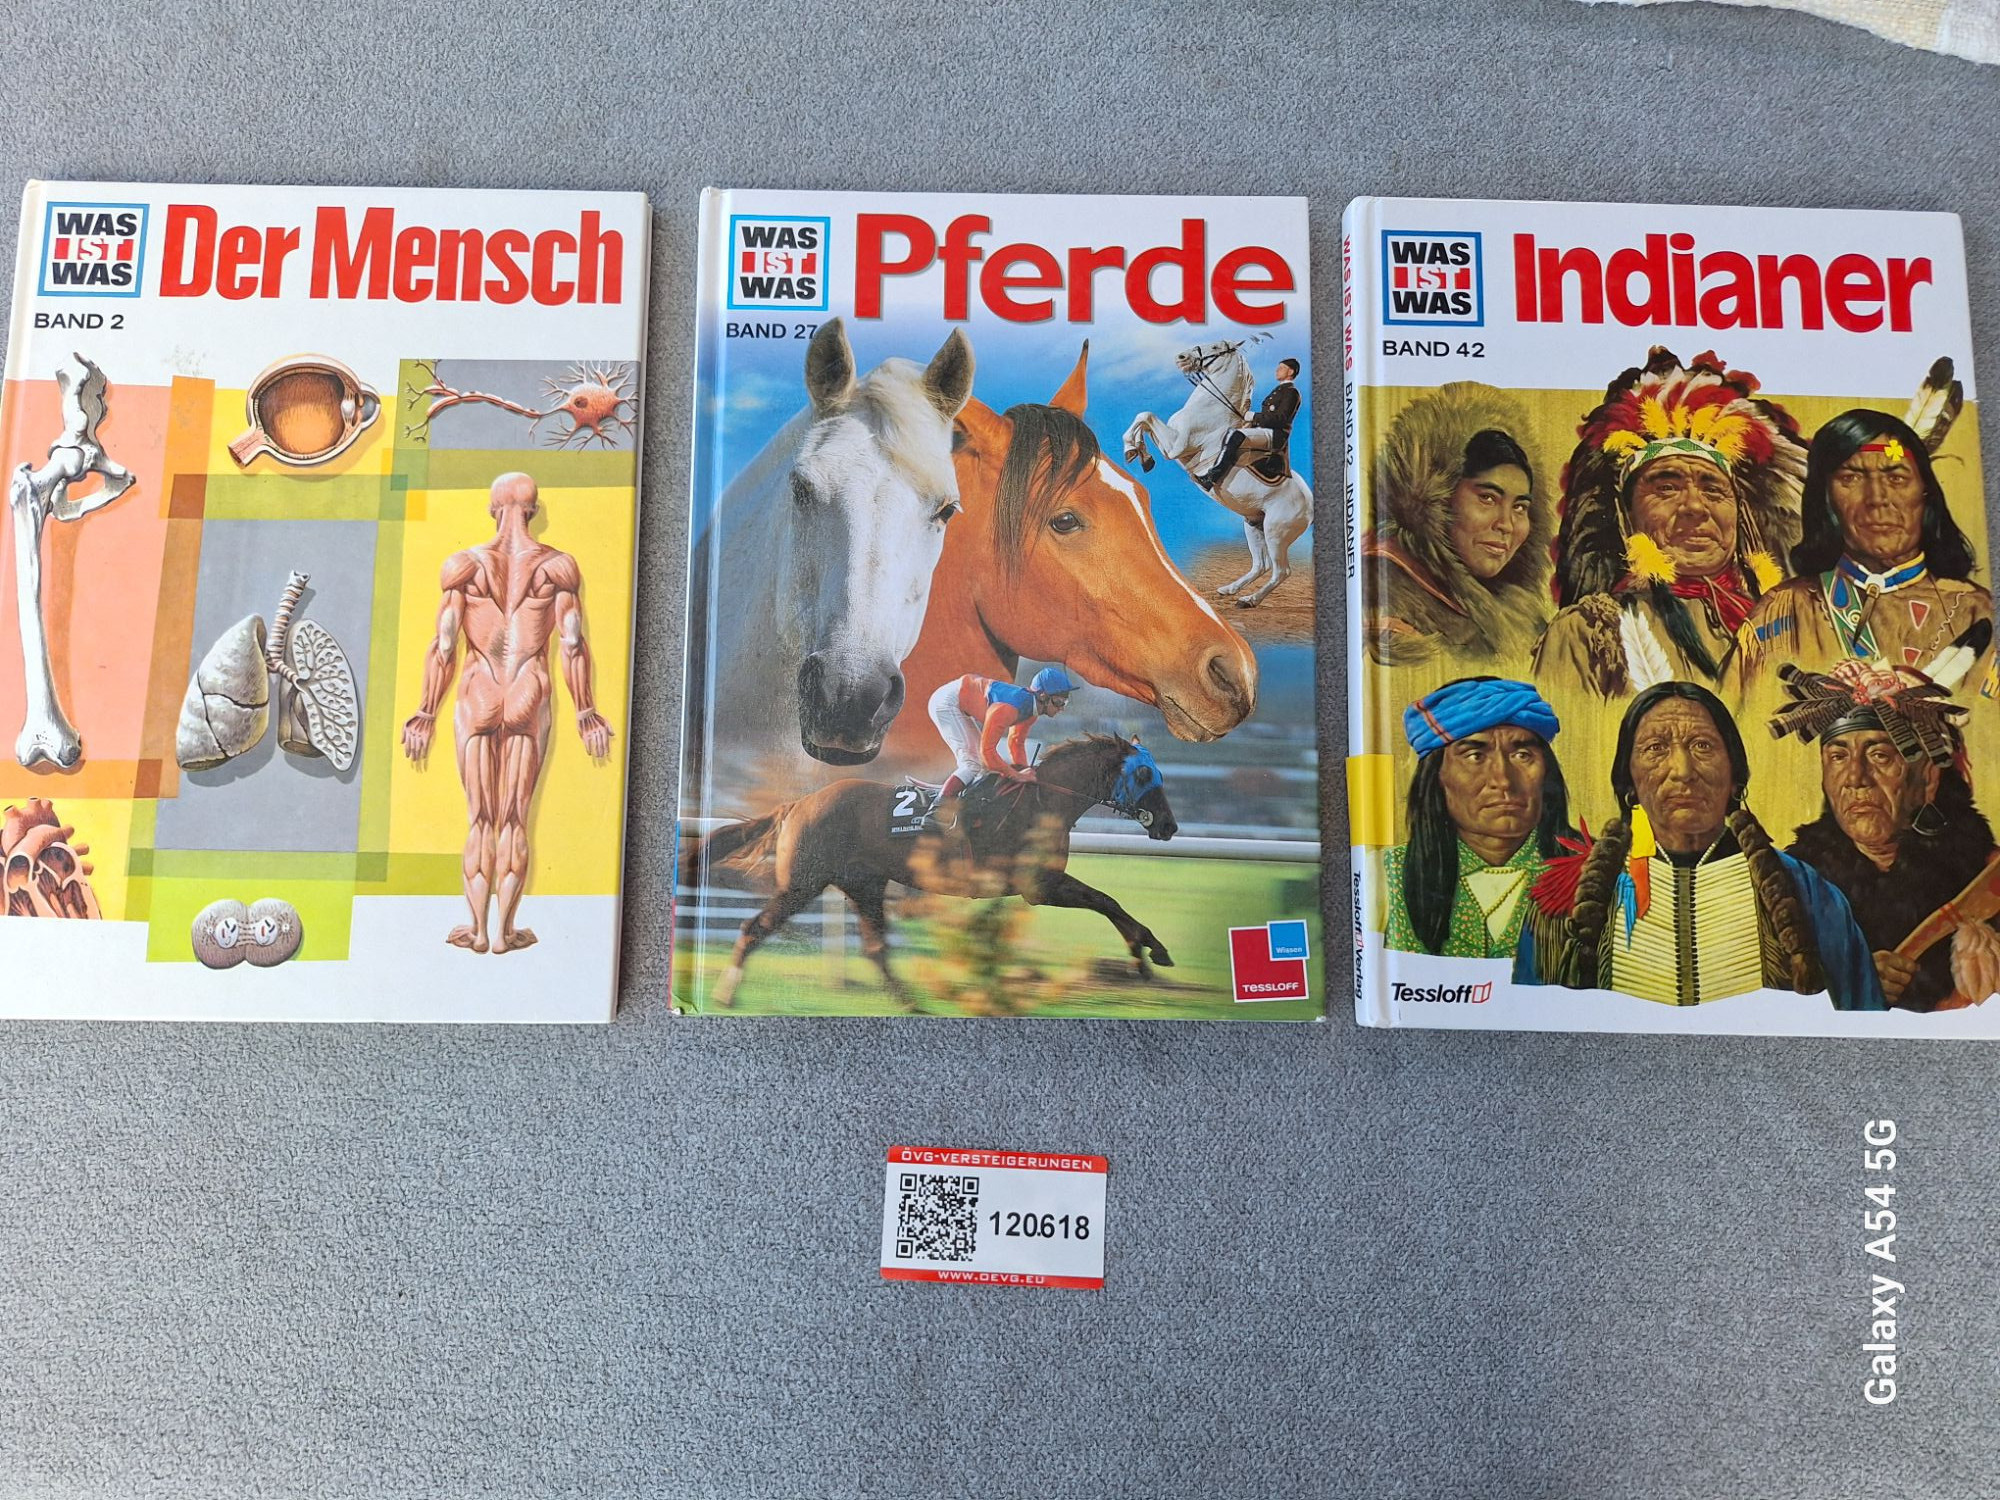 WAS
IST
WAS
Der Mensch
BAND 2
WAS
IST
WAS
Pferde
BAND 27
2
Wissen
TESSLOFF
WAS IST WAS BAND 42 INDIANER
Tessloff Verlag
WAS
IST
WAS
Indianer
BAND 42
Tessloff
ÖVG-VERSTEIGERUNGEN
120.618
WWW.OEVG.EU
Galaxy A54 5G